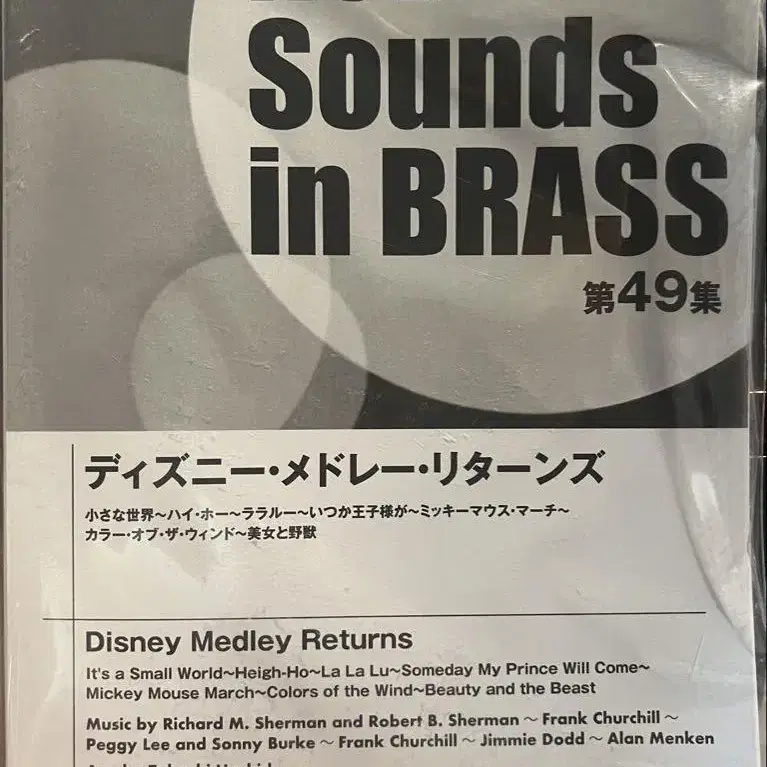 Sounds
in BRASS
第49集
ディズニー・メドレー・リターンズ
小さな世界～ハイ・ホー～ララルー～いつか王子様が～ミッキーマウス・マーチ～
カラー・オブ・ザ・ウィンド～美女と野獣
Disney Medley Returns
It's a Small World~Heigh-Ho~La La Lu~Someday My Prince Will Come~
Mickey Mouse March~Colors of the Wind~Beauty and the Beast
Music by Richard M. Sherman and Robert B. Sherman ~ Frank Churchill ~
Peggy Lee and Sonny Burke ~ Frank Churchill ~ Jimmie Dodd ~ Alan Menken